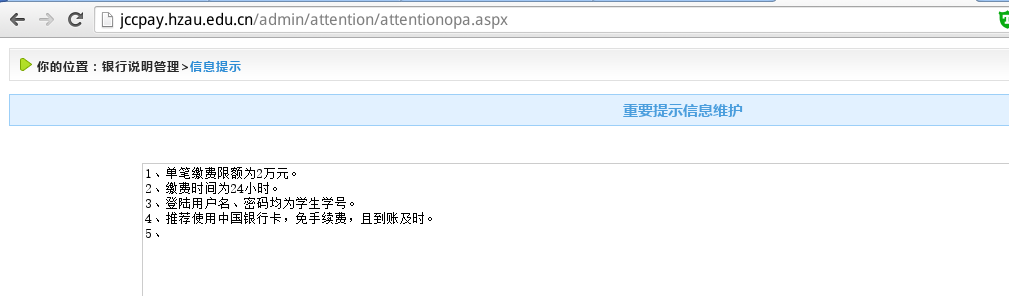 jccpay.hzau.edu.cn/admin/attention/attentionopa.aspx
你的位置：银行说明管理>信息提示
重要提示信息维护
1、单笔缴费限额为2万元。
2、缴费时间为24小时。
3、登陆用户名、密码均为学生学号。
4、推荐使用中国银行卡，免手续费，且到账及时。
5、